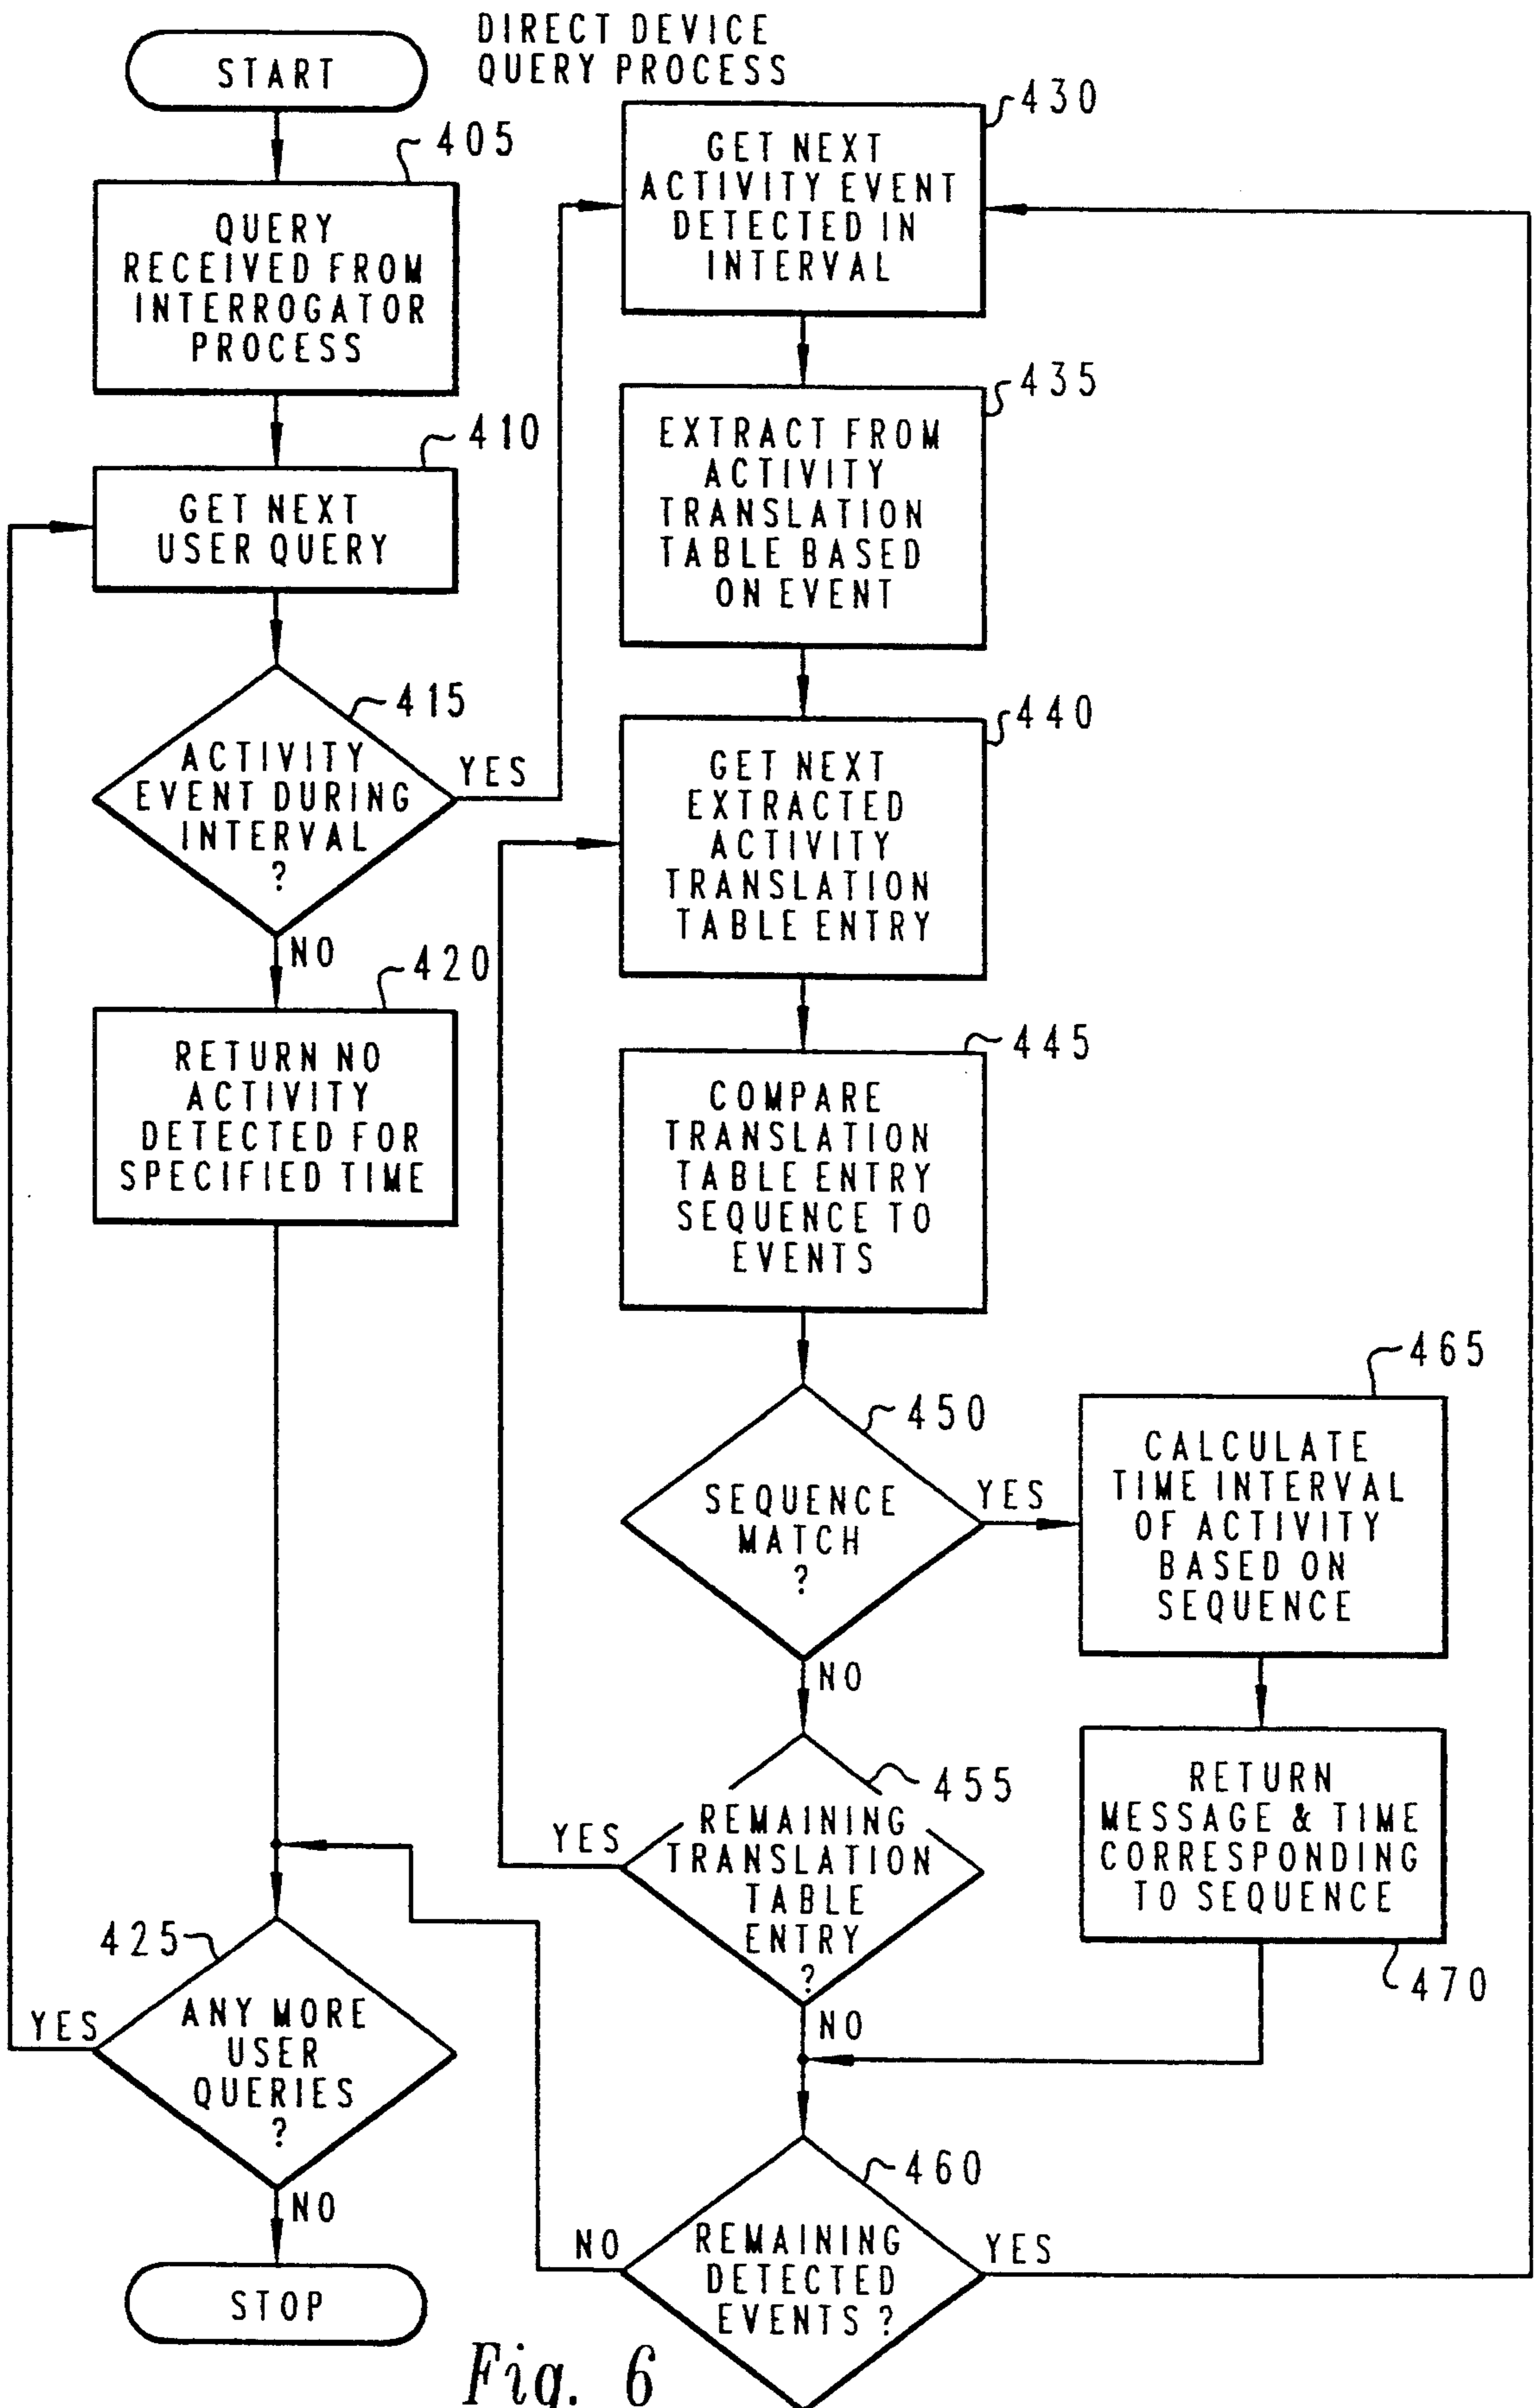 DIRECT DEVICE
QUERY PROCESS
START
405
QUERY
RECEIVED FROM
INTERROGATOR
PROCESS
410
GET NEXT
USER QUERY
415
ACTIVITY
EVENT DURING
INTERVAL
?
YES
NO
420
RETURN NO
ACTIVITY
DETECTED FOR
SPECIFIED TIME
425
ANY MORE
USER
QUERIES
?
YES
NO
STOP
430
GET NEXT
ACTIVITY EVENT
DETECTED IN
INTERVAL
435
EXTRACT FROM
ACTIVITY
TRANSLATION
TABLE BASED
ON EVENT
440
GET NEXT
EXTRACTED
ACTIVITY
TRANSLATION
TABLE ENTRY
445
COMPARE
TRANSLATION
TABLE ENTRY
SEQUENCE TO
EVENTS
450
SEQUENCE
MATCH
?
YES
NO
455
REMAINING
TRANSLATION
TABLE
ENTRY
?
YES
NO
460
REMAINING
DETECTED
EVENTS ?
NO
YES
465
CALCULATE
TIME INTERVAL
OF ACTIVITY
BASED ON
SEQUENCE
470
RETURN
MESSAGE & TIME
CORRESPONDING
TO SEQUENCE
Fig. 6